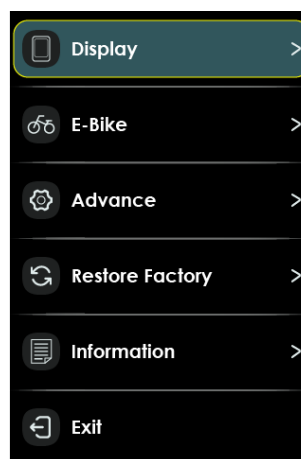 Display
E-Bike
Advance
Restore Factory
Information
Exit